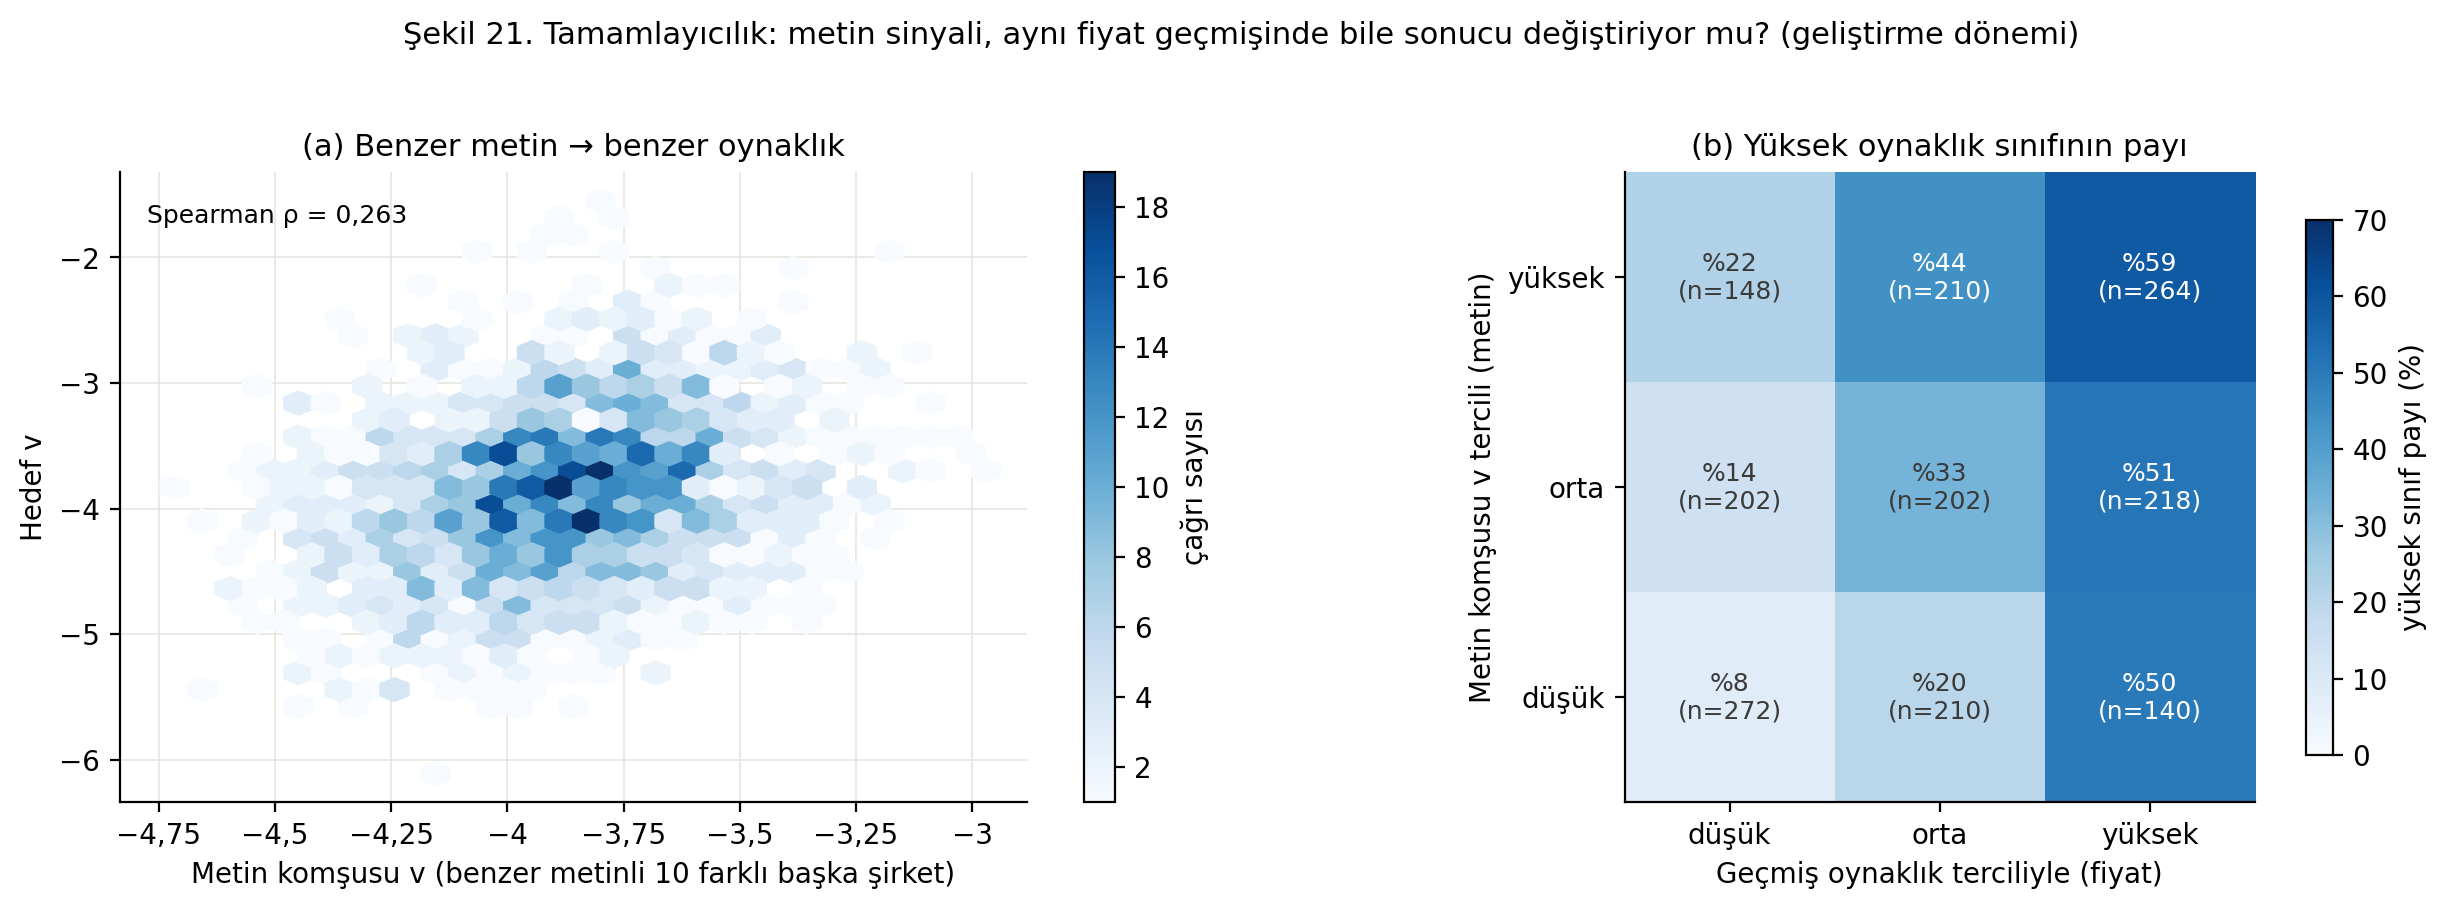 Şekil 21. Tamamlayıcılık: metin sinyali, aynı fiyat geçmişinde bile sonucu değiştiriyor mu? (geliştirme dönemi)
(a) Benzer metin → benzer oynaklık
Spearman ρ = 0,263
Hedef v
−2
−3
−4
−5
−6
−4,75
−4,5
−4,25
−4
−3,75
−3,5
−3,25
−3
Metin komşusu v (benzer metinli 10 farklı başka şirket)
18
16
14
12
10
8
6
4
2
çağrı sayısı
(b) Yüksek oynaklık sınıfının payı
Metin komşusu v tercili (metin)
yüksek
orta
düşük
%22
(n=148)
%44
(n=210)
%59
(n=264)
%14
(n=202)
%33
(n=202)
%51
(n=218)
%8
(n=272)
%20
(n=210)
%50
(n=140)
düşük
orta
yüksek
Geçmiş oynaklık terciliyle (fiyat)
70
60
50
40
30
20
10
0
yüksek sınıf payı (%)